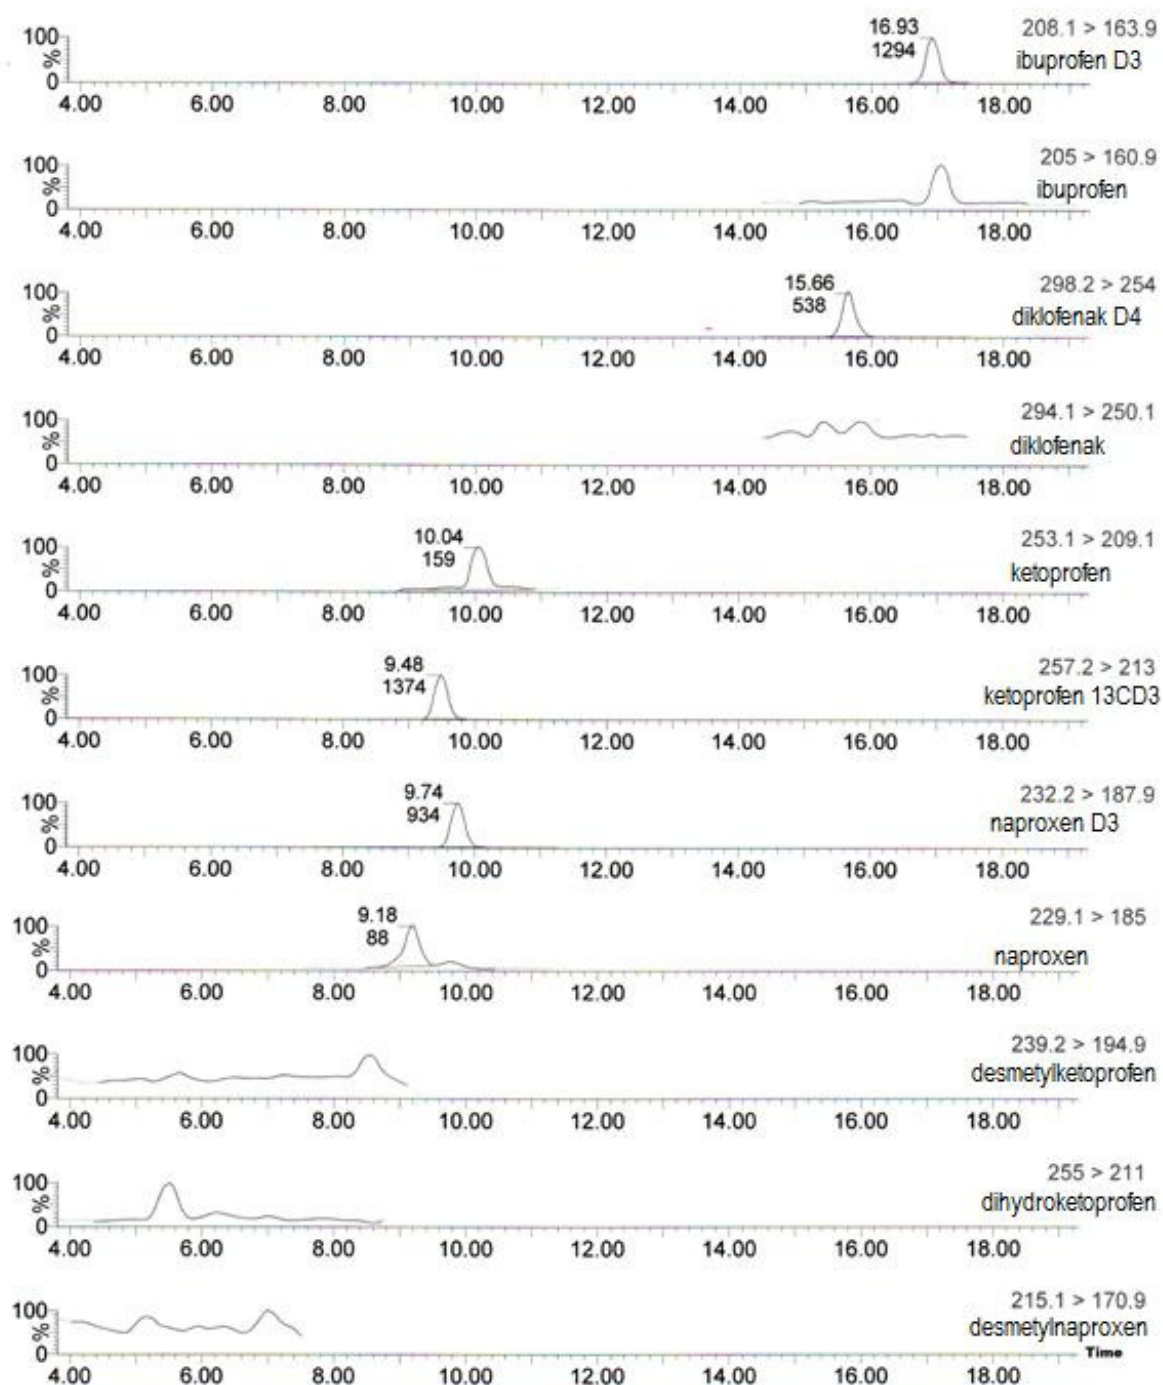 16.93 208.1 > 163.9
100 1294 ibuprofen D3
%
0
4.00 6.00 8.00 10.00 12.00 14.00 16.00 18.00
205 > 160.9
100 ibuprofen
%
0
4.00 6.00 8.00 10.00 12.00 14.00 16.00 18.00
15.66 298.2 > 254
100 538 diklofenak D4
%
0
4.00 6.00 8.00 10.00 12.00 14.00 16.00 18.00
294.1 > 250.1
100 diklofenak
%
0
4.00 6.00 8.00 10.00 12.00 14.00 16.00 18.00
10.04 253.1 > 209.1
100 159 ketoprofen
%
0
4.00 6.00 8.00 10.00 12.00 14.00 16.00 18.00
9.48 257.2 > 213
100 1374 ketoprofen 13CD3
%
0
4.00 6.00 8.00 10.00 12.00 14.00 16.00 18.00
9.74 232.2 > 187.9
100 934 naproxen D3
%
0
4.00 6.00 8.00 10.00 12.00 14.00 16.00 18.00
9.18 229.1 > 185
100 88 naproxen
%
0
4.00 6.00 8.00 10.00 12.00 14.00 16.00 18.00
239.2 > 194.9
100 desmetylketoprofen
%
0
4.00 6.00 8.00 10.00 12.00 14.00 16.00 18.00
255 > 211
100 dihydroketoprofen
%
0
4.00 6.00 8.00 10.00 12.00 14.00 16.00 18.00
215.1 > 170.9
100 desmetylnaproxen
%
0 Time
4.00 6.00 8.00 10.00 12.00 14.00 16.00 18.00